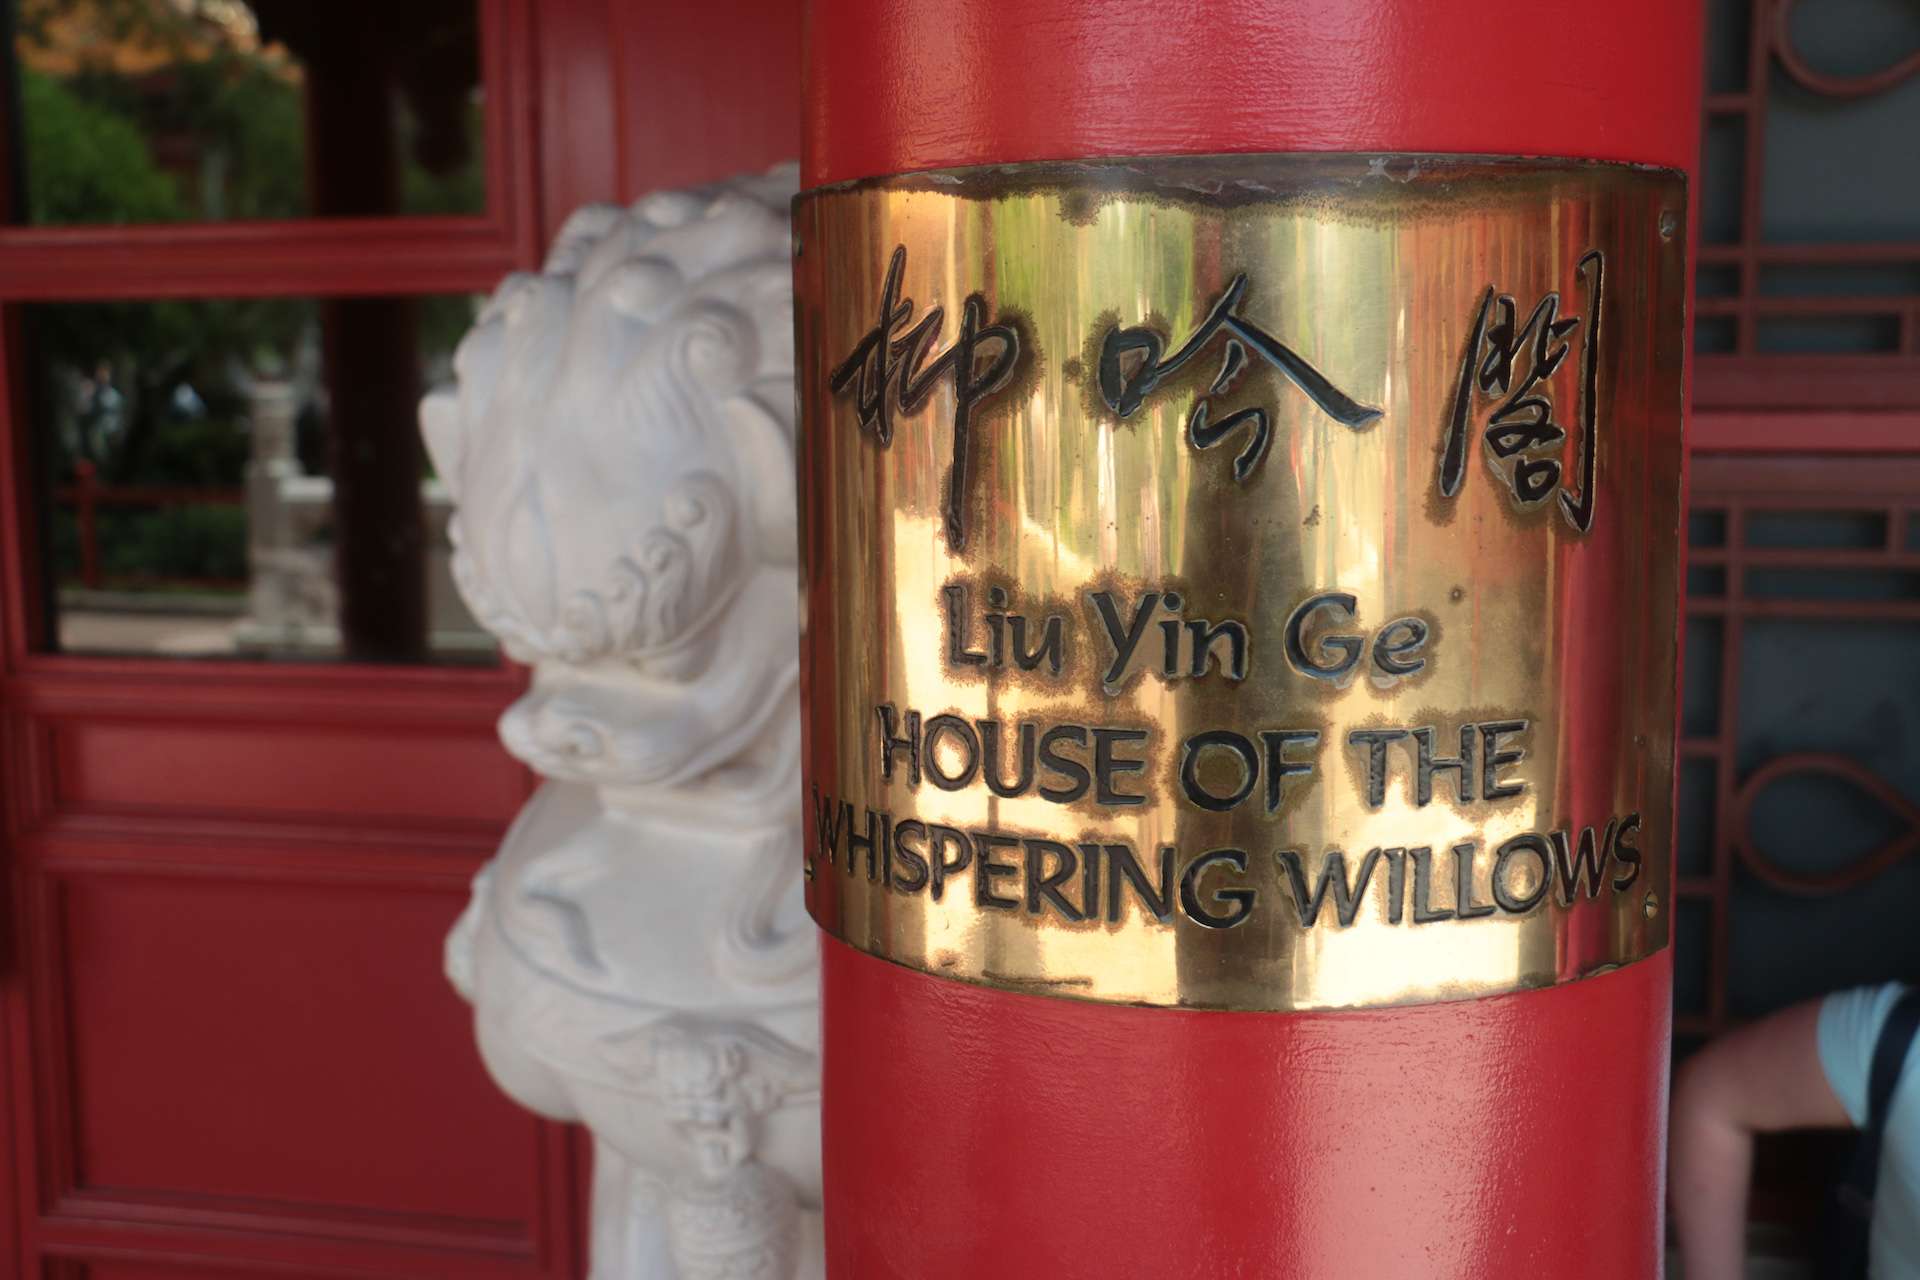 柳吟閣
Liu Yin Ge
HOUSE OF THE
WHISPERING WILLOWS